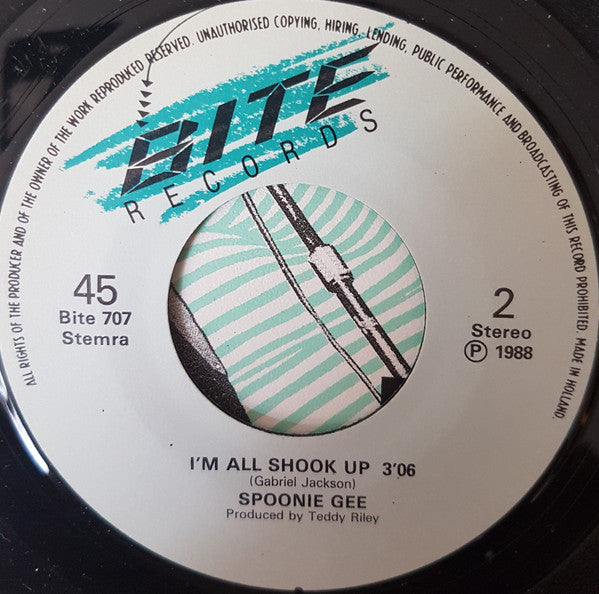 ALL RIGHTS OF THE PRODUCER AND OF THE OWNER OF THE WORK REPRODUCED RESERVED. UNAUTHORISED COPYING, HIRING, LENDING, PUBLIC PERFORMANCE AND BROADCASTING OF THIS RECORD PROHIBITED. MADE IN HOLLAND.
BITE
RECORDS
45
Bite 707
Stemra
2
Stereo
Ⓟ 1988
I'M ALL SHOOK UP 3'06
(Gabriel Jackson)
SPOONIE GEE
Produced by Teddy Riley